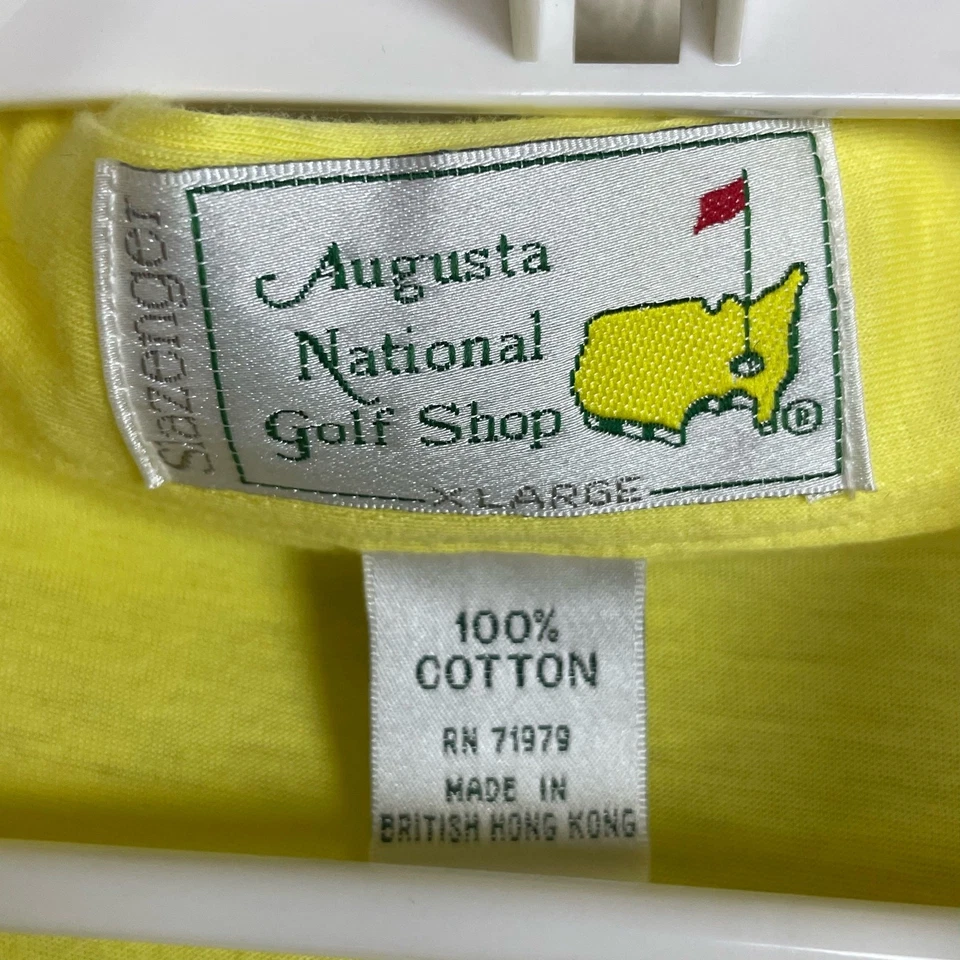 Slazenger
Augusta
National
Golf Shop
®
X LARGE
100%
COTTON
RN 71979
MADE IN
BRITISH HONG KONG